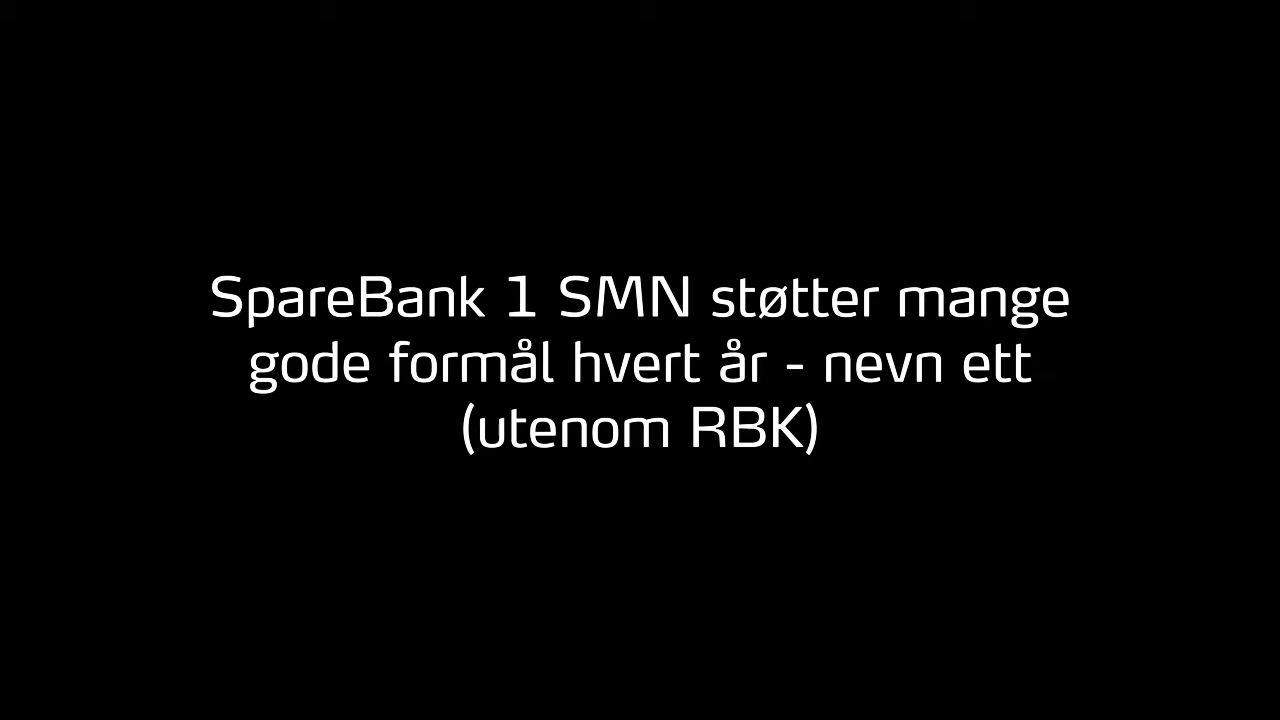 SpareBank 1 SMN støtter mange
gode formål hvert år - nevn ett
(utenom RBK)